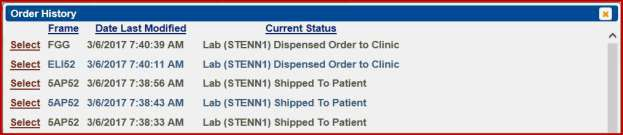 Order History
Frame Date Last Modified Current Status
Select FGG 3/6/2017 7:40:39 AM Lab (STENN1) Dispensed Order to Clinic
Select ELI52 3/6/2017 7:40:11 AM Lab (STENN1) Dispensed Order to Clinic
Select 5AP52 3/6/2017 7:38:56 AM Lab (STENN1) Shipped To Patient
Select 5AP52 3/6/2017 7:38:43 AM Lab (STENN1) Shipped To Patient
Select 5AP52 3/6/2017 7:38:33 AM Lab (STENN1) Shipped To Patient